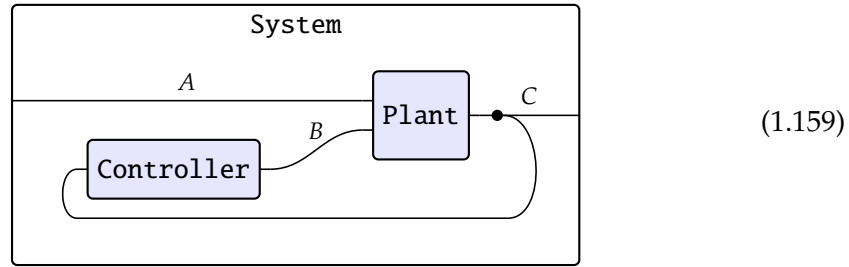 System
A
Plant
C
(1.159)
B
Controller